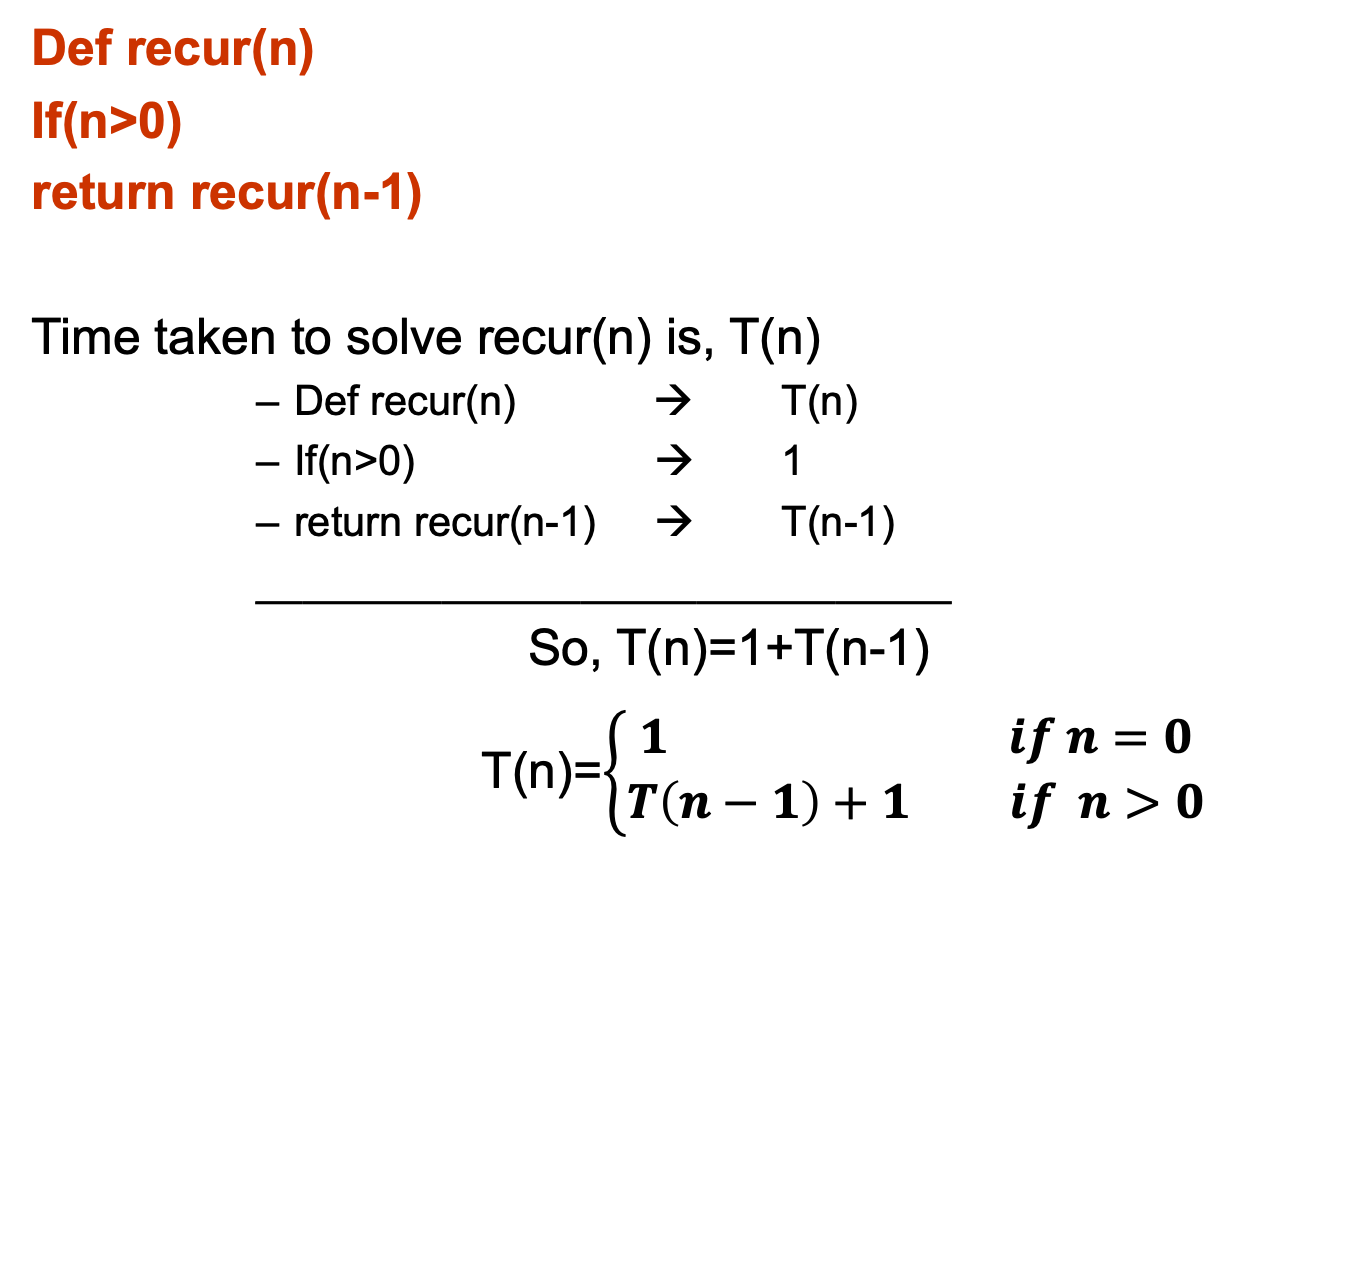 Def recur(n)
If(n>0)
return recur(n-1)
Time taken to solve recur(n) is, T(n)
– Def recur(n) → T(n)
– If(n>0) → 1
– return recur(n-1) → T(n-1)
So, T(n)=1+T(n-1)
T(n)={ 1 if n = 0
T(n − 1) + 1 if n > 0